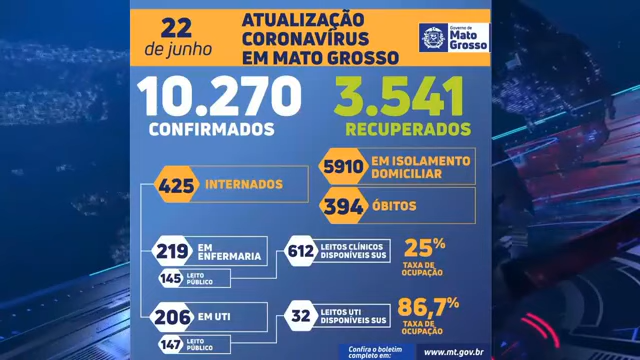 22
de junho
ATUALIZAÇÃO
CORONAVÍRUS
EM MATO GROSSO
Governo de
Mato
Grosso
10.270
CONFIRMADOS
3.541
RECUPERADOS
425 INTERNADOS
5910 EM ISOLAMENTO
DOMICILIAR
394 ÓBITOS
219 EM
ENFERMARIA
145 LEITO
PÚBLICO
612 LEITOS CLÍNICOS
DISPONÍVEIS SUS
25%
TAXA DE
OCUPAÇÃO
206 EM UTI
147 LEITO
PÚBLICO
32 LEITOS UTI
DISPONÍVEIS SUS
86,7%
TAXA DE
OCUPAÇÃO
Confira o boletim
completo em:
www.mt.gov.br